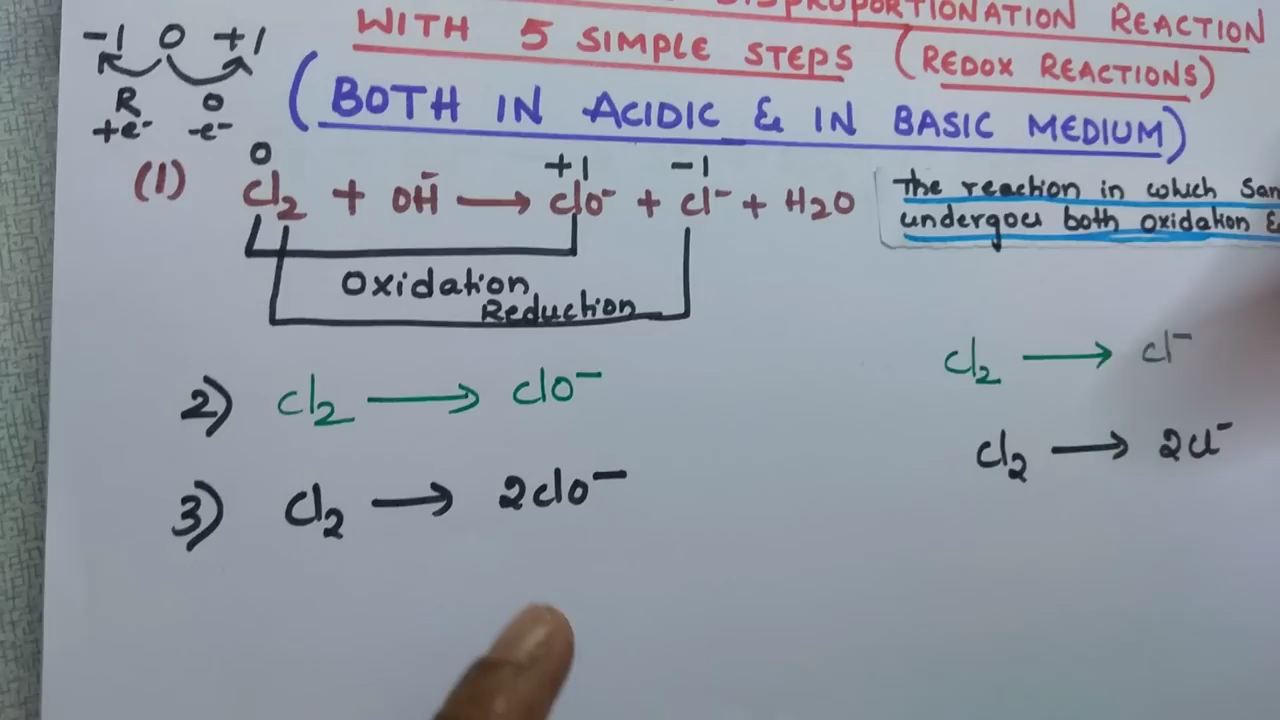 DISPROPORTIONATION REACTION
WITH 5 SIMPLE STEPS (REDOX REACTIONS)
(BOTH IN ACIDIC & IN BASIC MEDIUM)
-1 0 +1
R O
+e⁻ -e⁻
0 +1 -1
(1) Cl₂ + OH⁻ → ClO⁻ + Cl⁻ + H₂O
The reaction in which
undergoes both oxidation &
Oxidation
Reduction
2) Cl₂ → ClO⁻ Cl₂ → Cl⁻
3) Cl₂ → 2ClO⁻ Cl₂ → 2Cl⁻